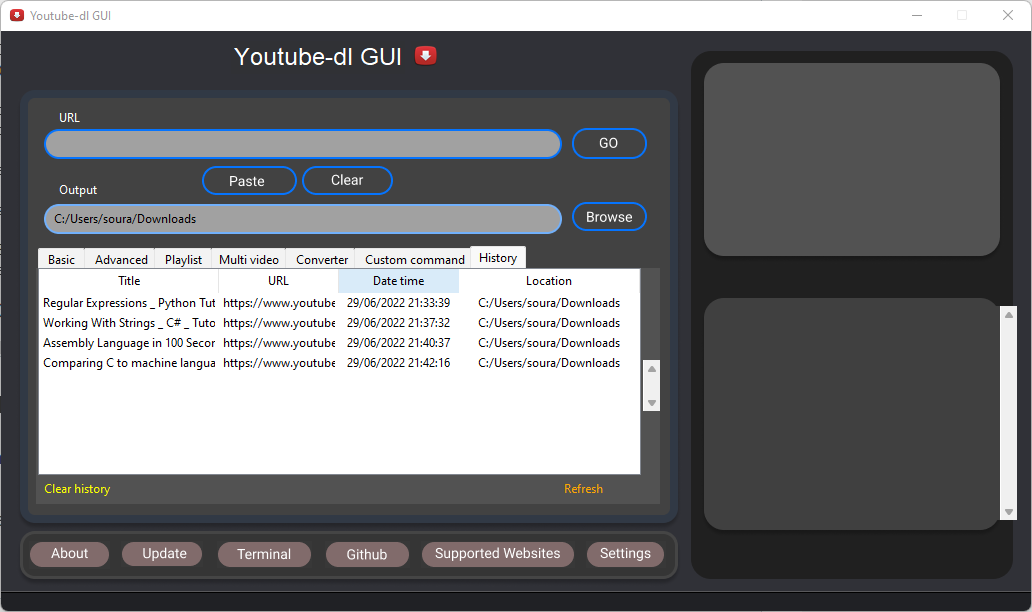 Youtube-dl GUI
Youtube-dl GUI
URL
GO
Paste
Clear
Output
C:/Users/soura/Downloads
Browse
Basic Advanced Playlist Multi video Converter Custom command History
Title URL Date time Location
Regular Expressions _ Python Tut https://www.youtube 29/06/2022 21:33:39 C:/Users/soura/Downloads
Working With Strings _ C# _ Tuto https://www.youtube 29/06/2022 21:37:32 C:/Users/soura/Downloads
Assembly Language in 100 Secor https://www.youtube 29/06/2022 21:40:37 C:/Users/soura/Downloads
Comparing C to machine langua https://www.youtube 29/06/2022 21:42:16 C:/Users/soura/Downloads
Clear history Refresh
About Update Terminal Github Supported Websites Settings